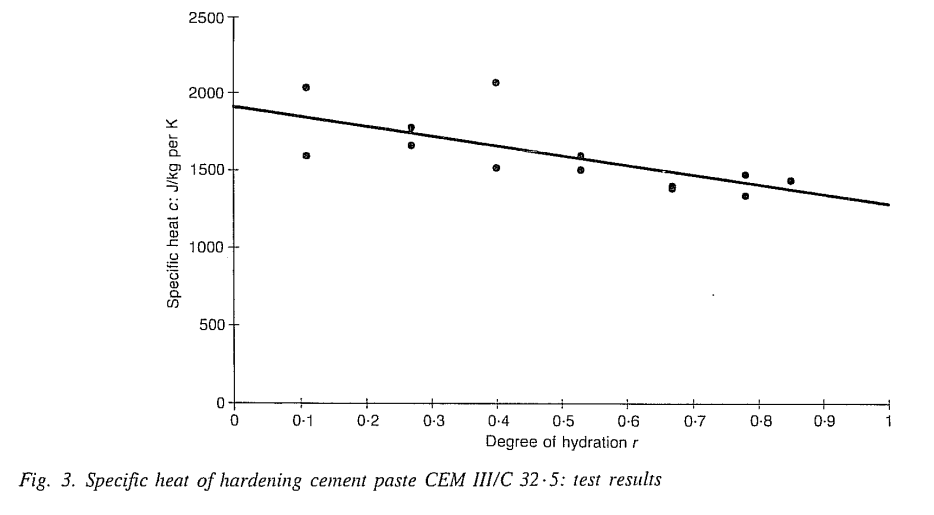 2500
2000
1500
1000
500
0
Specific heat c: J/kg per K
0 0·1 0·2 0·3 0·4 0·5 0·6 0·7 0·8 0·9 1
Degree of hydration r
Fig. 3. Specific heat of hardening cement paste CEM III/C 32·5: test results